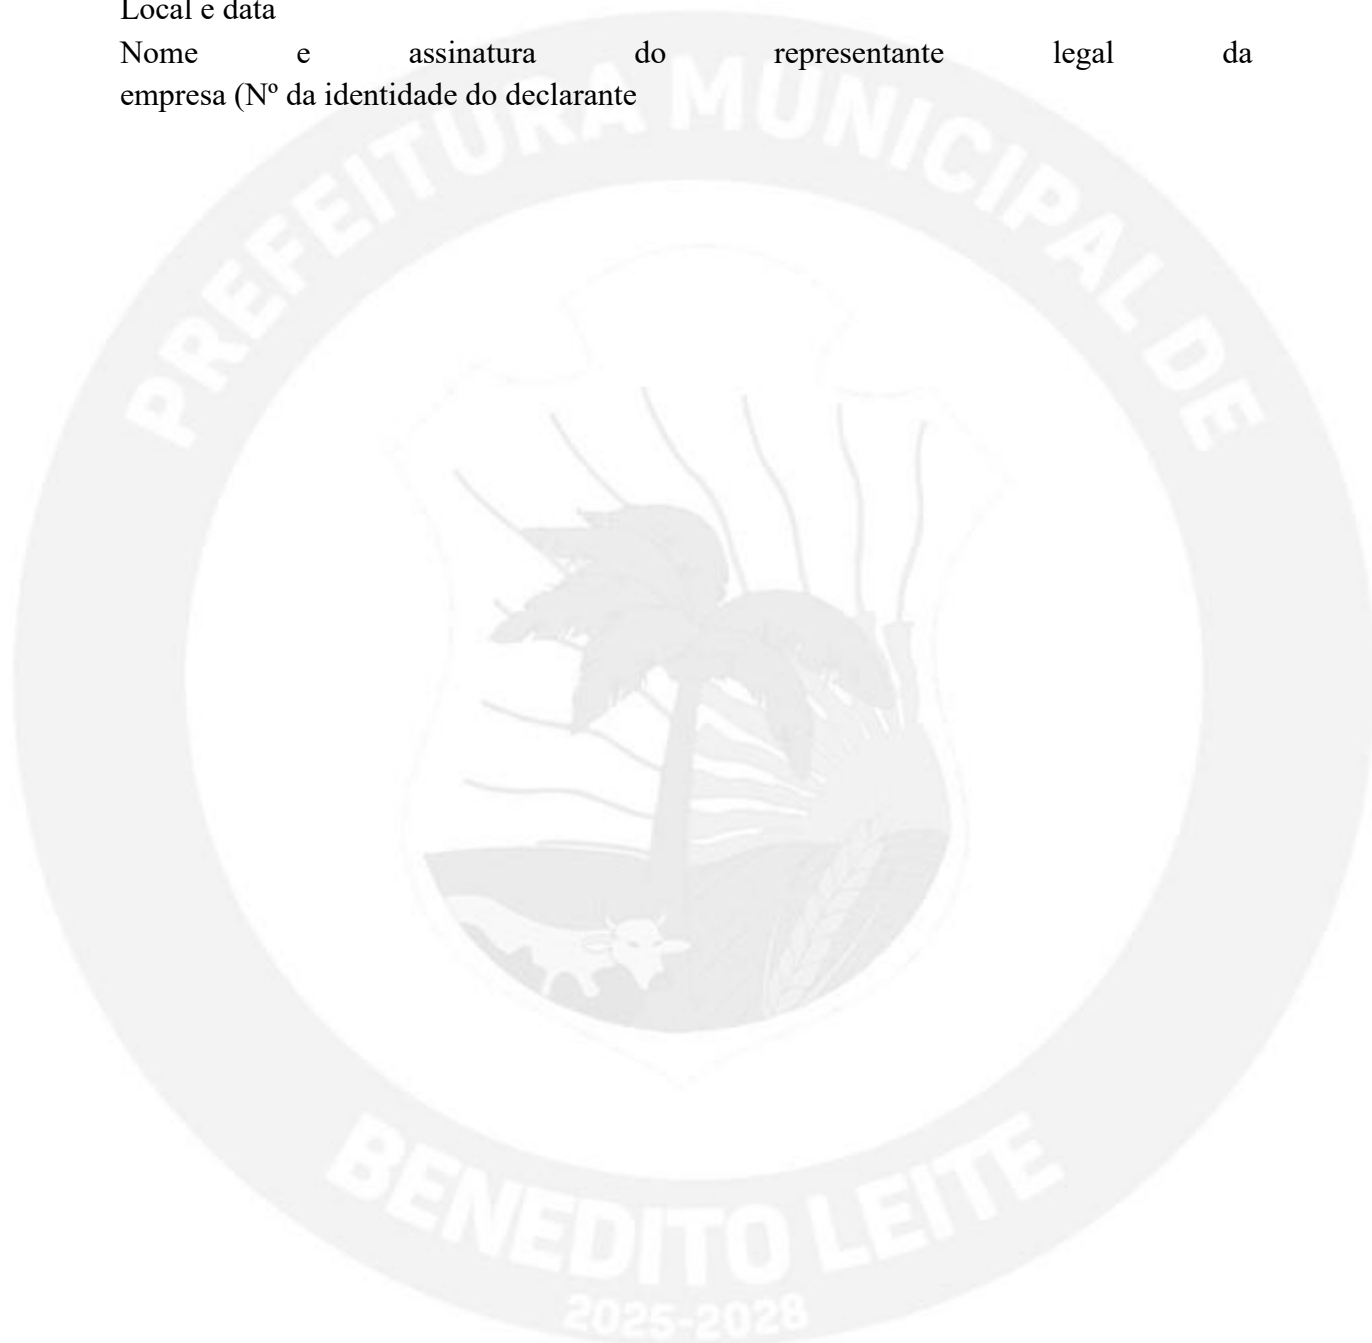 Local e data
Nome e assinatura do representante legal da
empresa (Nº da identidade do declarante
PREFEITURA MUNICIPAL DE
BENEDITO LEITE
2025-2028